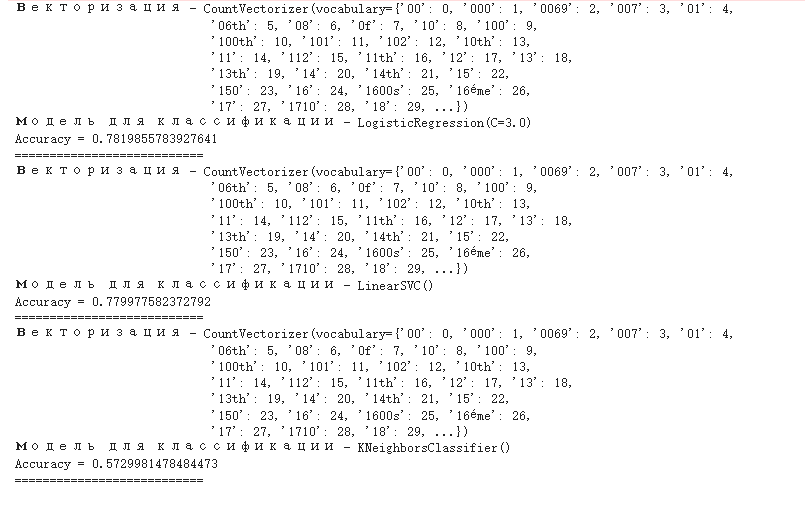 Векторизация - CountVectorizer(vocabulary={'00': 0, '000': 1, '0069': 2, '007': 3, '01': 4,
'06th': 5, '08': 6, '0f': 7, '10': 8, '100': 9,
'100th': 10, '101': 11, '102': 12, '10th': 13,
'11': 14, '112': 15, '11th': 16, '12': 17, '13': 18,
'13th': 19, '14': 20, '14th': 21, '15': 22,
'150': 23, '16': 24, '1600s': 25, '16éme': 26,
'17': 27, '1710': 28, '18': 29, ...})
Модель для классификации - LogisticRegression(C=3.0)
Accuracy = 0.7819855783927641
===========================
Векторизация - CountVectorizer(vocabulary={'00': 0, '000': 1, '0069': 2, '007': 3, '01': 4,
'06th': 5, '08': 6, '0f': 7, '10': 8, '100': 9,
'100th': 10, '101': 11, '102': 12, '10th': 13,
'11': 14, '112': 15, '11th': 16, '12': 17, '13': 18,
'13th': 19, '14': 20, '14th': 21, '15': 22,
'150': 23, '16': 24, '1600s': 25, '16éme': 26,
'17': 27, '1710': 28, '18': 29, ...})
Модель для классификации - LinearSVC()
Accuracy = 0.779977582372792
===========================
Векторизация - CountVectorizer(vocabulary={'00': 0, '000': 1, '0069': 2, '007': 3, '01': 4,
'06th': 5, '08': 6, '0f': 7, '10': 8, '100': 9,
'100th': 10, '101': 11, '102': 12, '10th': 13,
'11': 14, '112': 15, '11th': 16, '12': 17, '13': 18,
'13th': 19, '14': 20, '14th': 21, '15': 22,
'150': 23, '16': 24, '1600s': 25, '16éme': 26,
'17': 27, '1710': 28, '18': 29, ...})
Модель для классификации - KNeighborsClassifier()
Accuracy = 0.5729981478484473
===========================